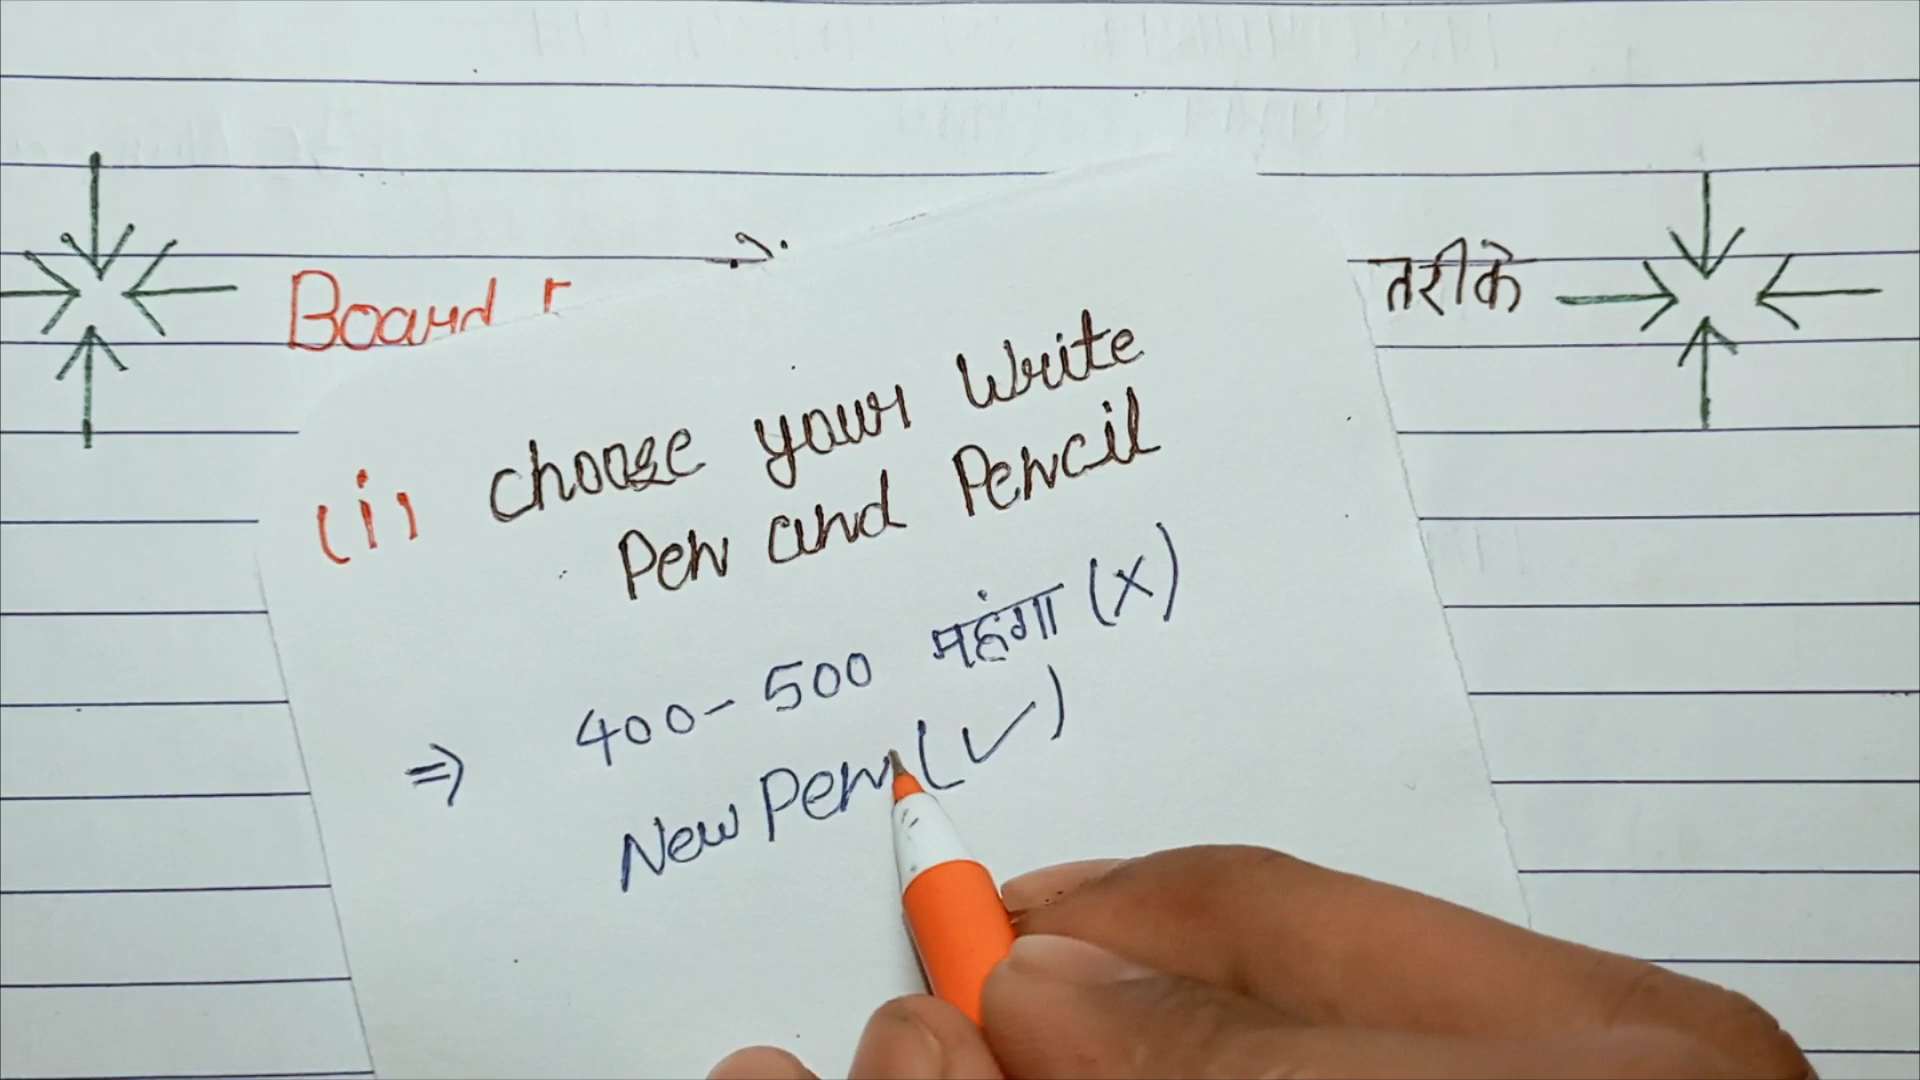 Board
तरीके
(i) choose your Write
Pen and Pencil
400-500 महंगा (X)
⇒ New Pen (✓)